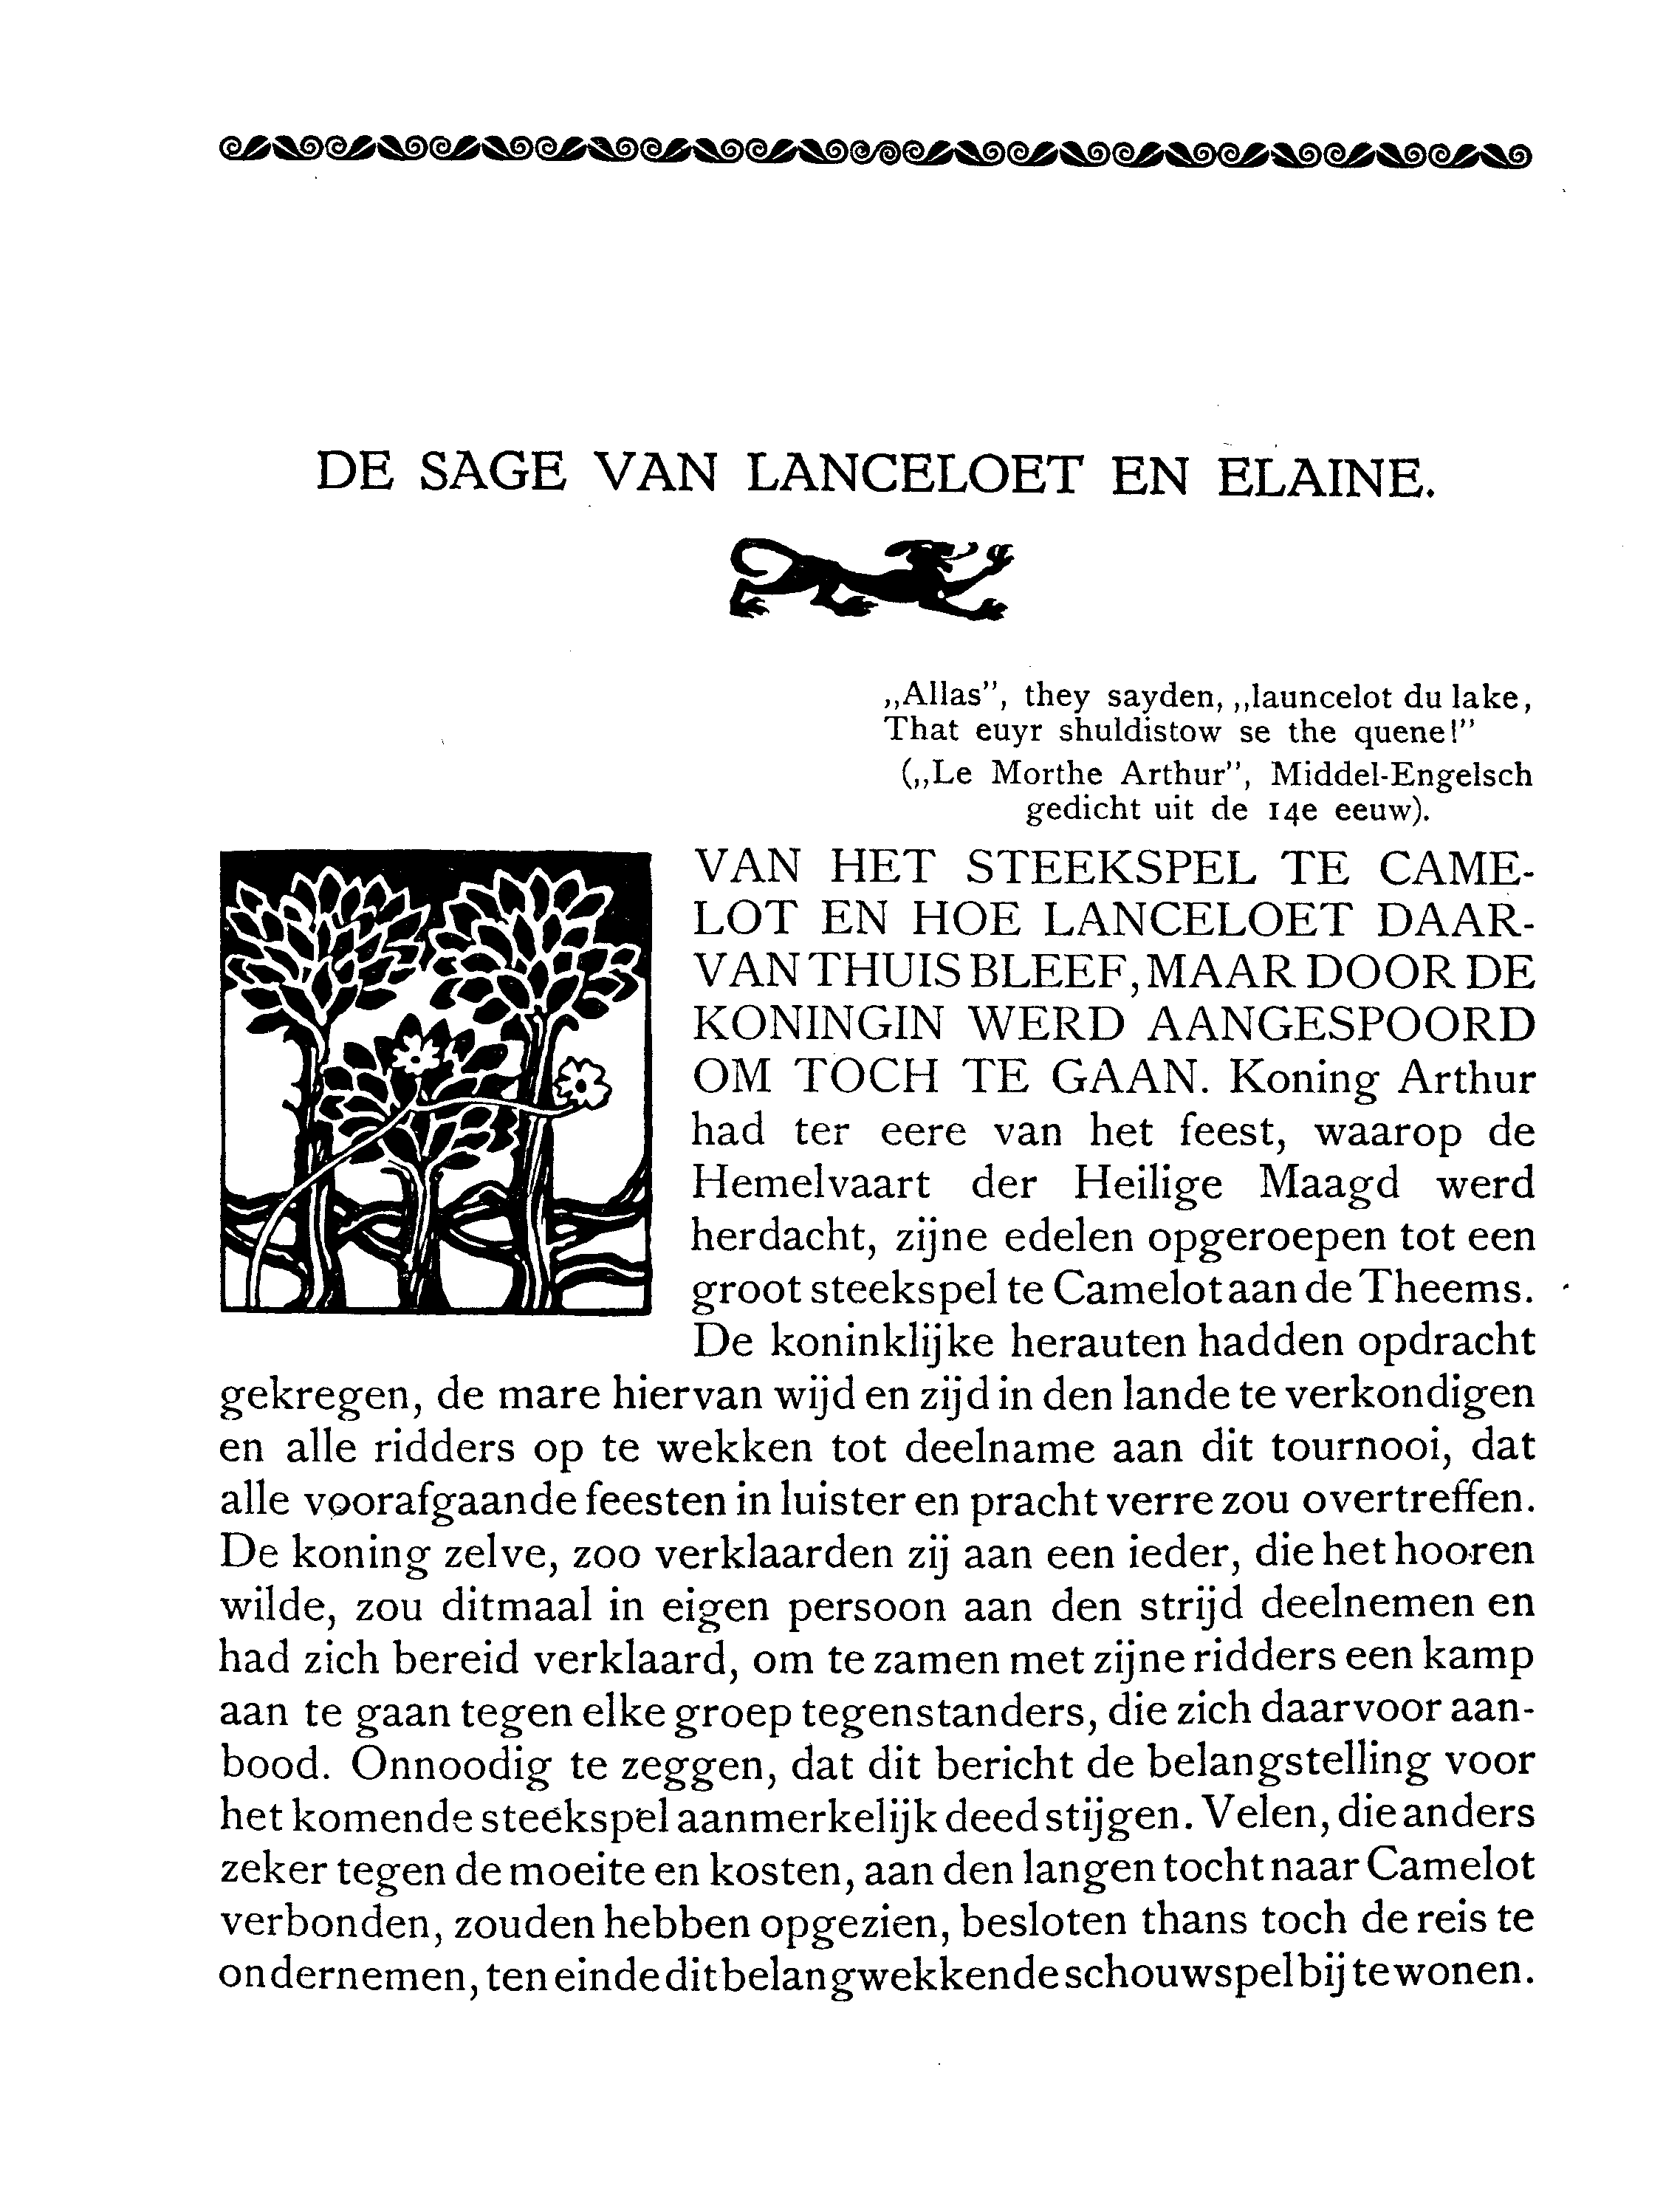 DE SAGE VAN LANCELOET EN ELAINE.
„Allas”, they sayden, „launcelot du lake,
That euyr shuldistow se the quene!”
(„Le Morthe Arthur”, Middel-Engelsch
gedicht uit de 14e eeuw).
VAN HET STEEKSPEL TE CAME-
LOT EN HOE LANCELOET DAAR-
VAN THUIS BLEEF, MAAR DOOR DE
KONINGIN WERD AANGESPOORD
OM TOCH TE GAAN. Koning Arthur
had ter eere van het feest, waarop de
Hemelvaart der Heilige Maagd werd
herdacht, zijne edelen opgeroepen tot een
groot steekspel te Camelot aan de Theems.
De koninklijke herauten hadden opdracht
gekregen, de mare hiervan wijd en zijd in den lande te verkondigen
en alle ridders op te wekken tot deelname aan dit tournooi, dat
alle voorafgaande feesten in luister en pracht verre zou overtreffen.
De koning zelve, zoo verklaarden zij aan een ieder, die het hooren
wilde, zou ditmaal in eigen persoon aan den strijd deelnemen en
had zich bereid verklaard, om te zamen met zijne ridders een kamp
aan te gaan tegen elke groep tegenstanders, die zich daarvoor aan-
bood. Onnoodig te zeggen, dat dit bericht de belangstelling voor
het komende steekspel aanmerkelijk deed stijgen. Velen, die anders
zeker tegen de moeite en kosten, aan den langen tocht naar Camelot
verbonden, zouden hebben opgezien, besloten thans toch de reis te
ondernemen, ten einde dit belangwekkende schouwspel bij te wonen.